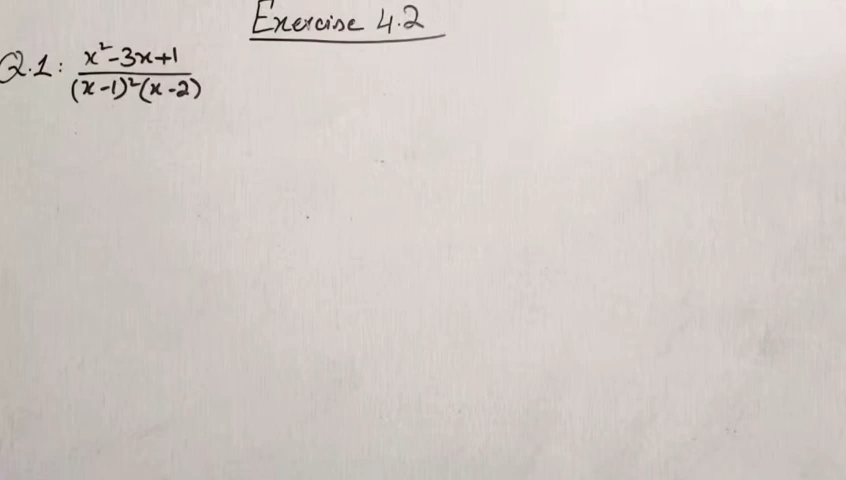 Exercise 4.2
Q.1: x²-3x+1
(x-1)²(x-2)